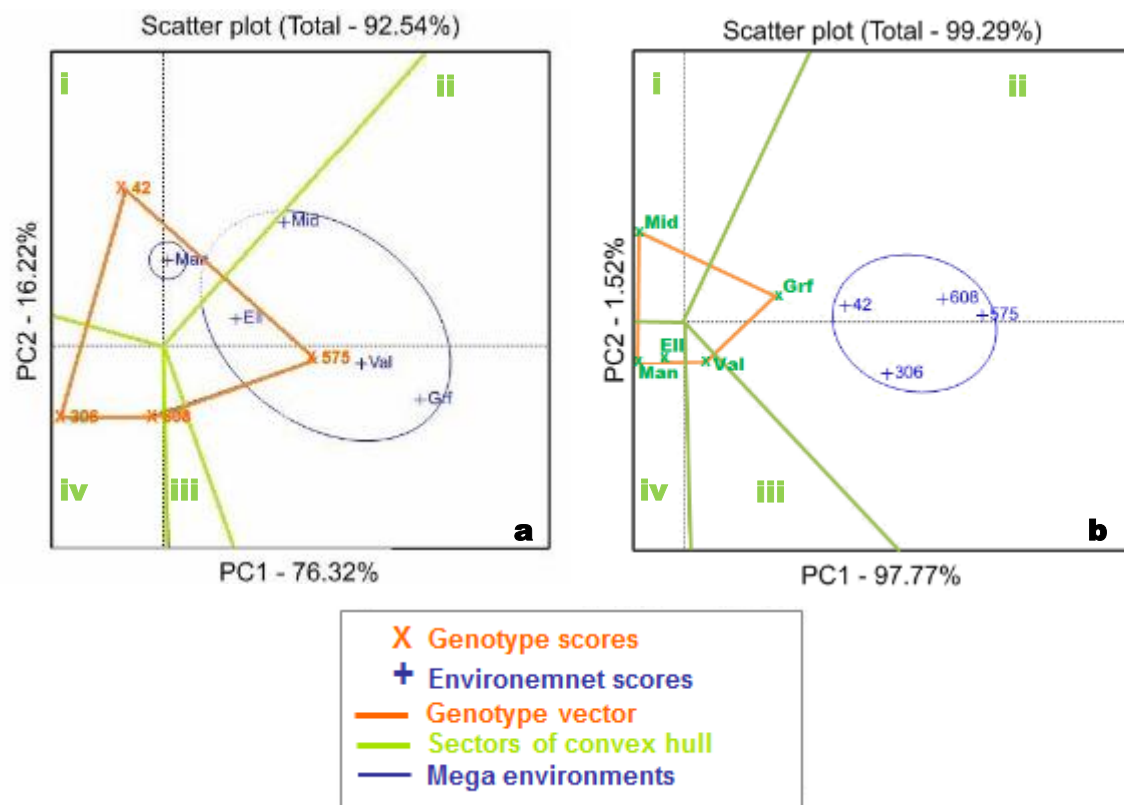 Scatter plot (Total - 92.54%)
i
ii
42
Mid
Ell
575
Val
Grf
306
608
iv
iii
a
PC2 - 16.22%
PC1 - 76.32%
Scatter plot (Total - 99.29%)
i
ii
Mid
Grf
42
608
575
Ell
Man
Val
306
iv
iii
b
PC2 - 1.52%
PC1 - 97.77%
X Genotype scores
+ Environemnet scores
Genotype vector
Sectors of convex hull
Mega environments